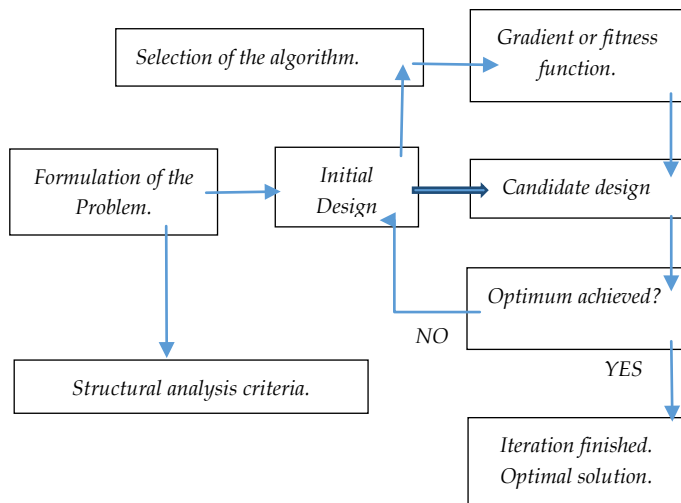 Selection of the algorithm.
Gradient or fitness
function.
Formulation of the
Problem.
Initial
Design
Candidate design
Optimum achieved?
NO
YES
Structural analysis criteria.
Iteration finished.
Optimal solution.